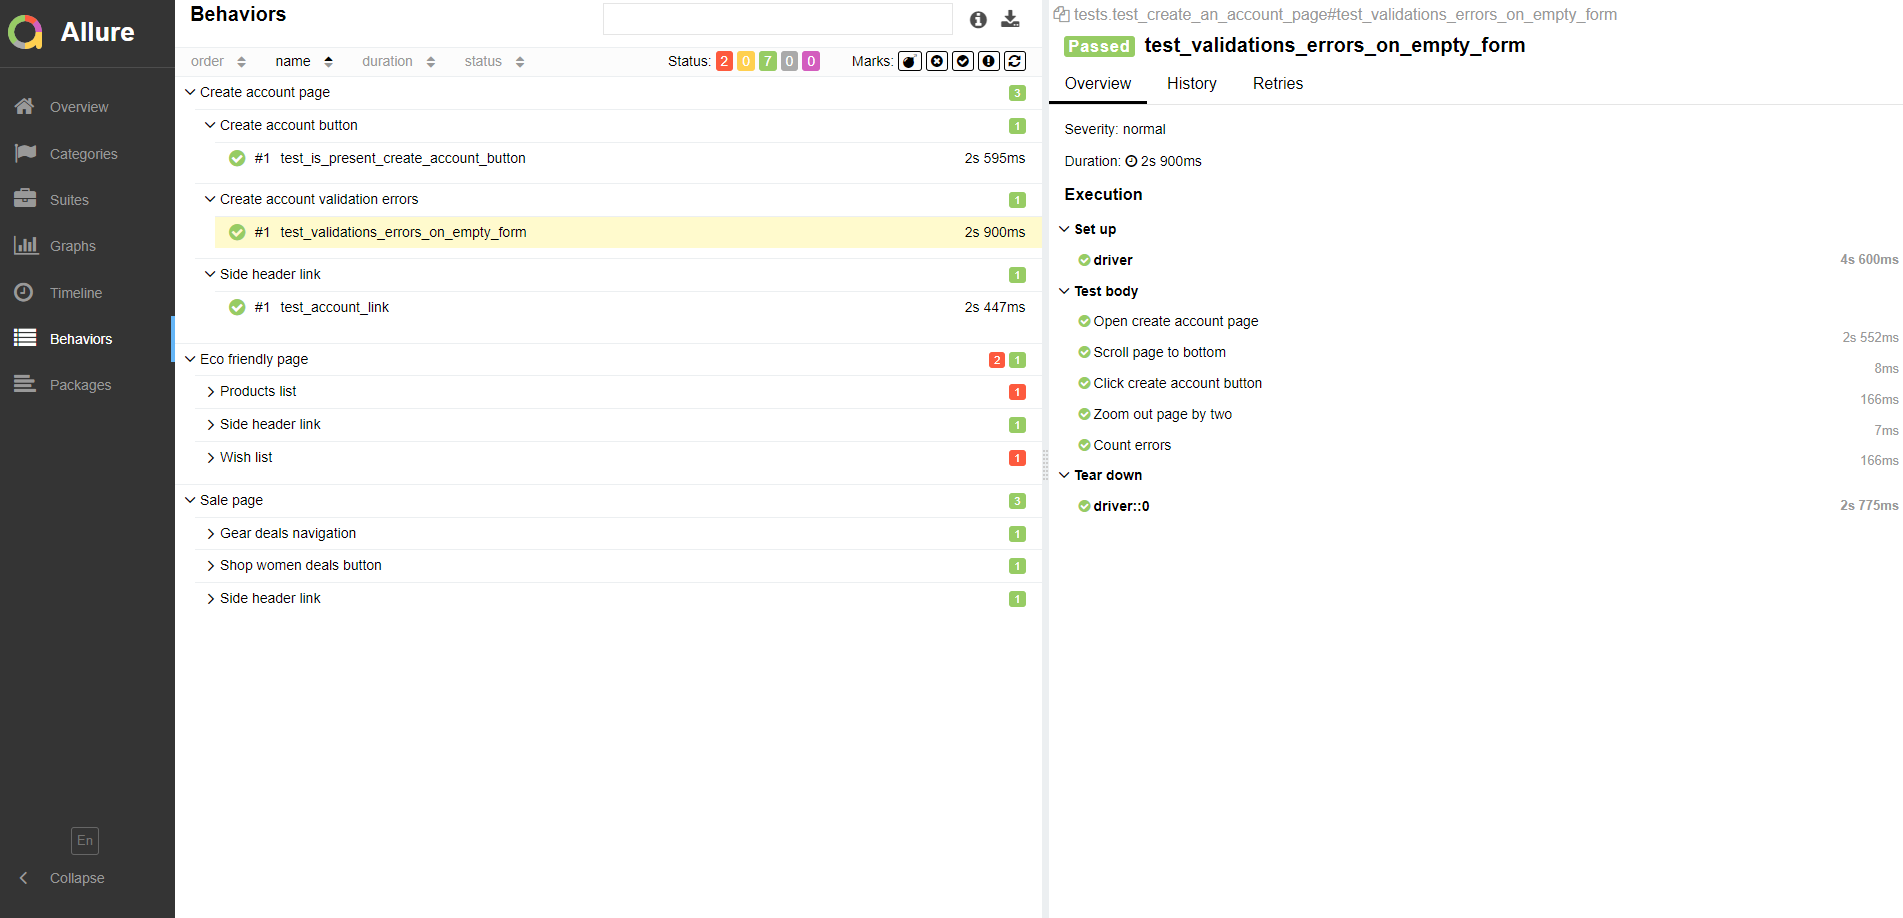 Allure
Overview
Categories
Suites
Graphs
Timeline
Behaviors
Packages
En
Collapse
Behaviors
order name duration status Status: 2 0 7 0 0 Marks:
Create account page 3
Create account button 1
#1 test_is_present_create_account_button 2s 595ms
Create account validation errors 1
#1 test_validations_errors_on_empty_form 2s 900ms
Side header link 1
#1 test_account_link 2s 447ms
Eco friendly page 2 1
Products list 1
Side header link 1
Wish list 1
Sale page 3
Gear deals navigation 1
Shop women deals button 1
Side header link 1
tests.test_create_an_account_page#test_validations_errors_on_empty_form
Passed test_validations_errors_on_empty_form
Overview History Retries
Severity: normal
Duration: 2s 900ms
Execution
Set up
driver 4s 600ms
Test body
Open create account page 2s 552ms
Scroll page to bottom 8ms
Click create account button 166ms
Zoom out page by two 7ms
Count errors 166ms
Tear down
driver::0 2s 775ms